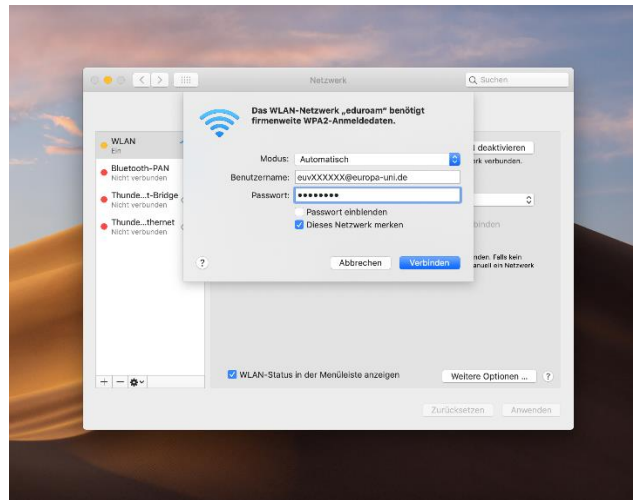 Netzwerk
Suchen
Das WLAN-Netzwerk „eduroam“ benötigt
firmenweite WPA2-Anmeldedaten.
Modus: Automatisch
Benutzername: euvXXXXXX@europa-uni.de
Passwort: ••••••••
Passwort einblenden
Dieses Netzwerk merken
? Abbrechen Verbinden
WLAN
Ein
Bluetooth-PAN
Nicht verbunden
Thunde...t-Bridge
Nicht verbunden
Thunde...thernet
Nicht verbunden
deaktivieren
rk verbunden.
nden. Falls kein
anuell ein Netzwerk
WLAN-Status in der Menüleiste anzeigen
Weitere Optionen ... ?
+ −
Zurücksetzen Anwenden